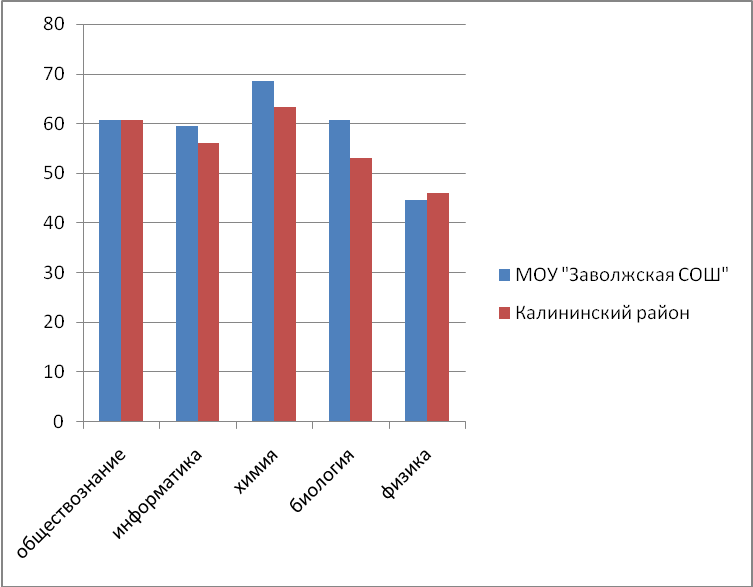 80
70
60
50
40
30
20
10
0
обществознание
информатика
химия
биология
физика
МОУ "Заволжская СОШ"
Калининский район